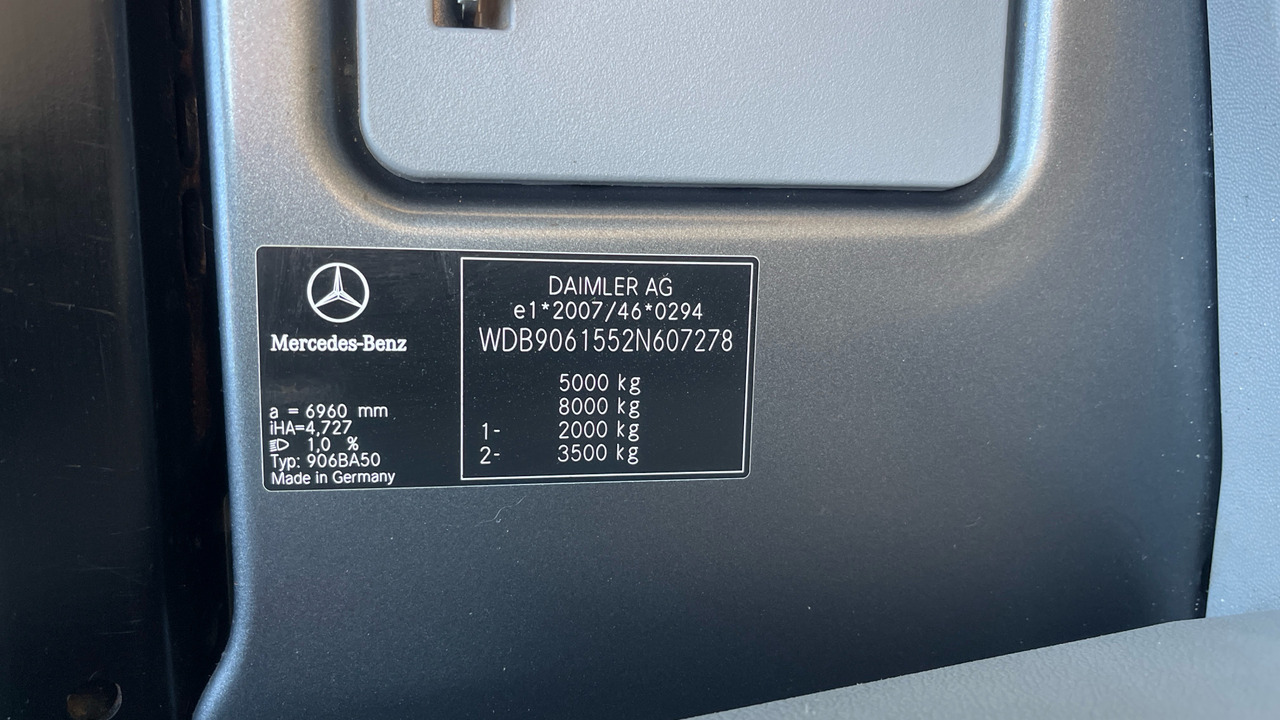 Mercedes-Benz
a = 6960 mm
iHA=4,727
1,0 %
Typ: 906BA50
Made in Germany
DAIMLER AG
e1*2007/46*0294
WDB9061552N607278
5000 kg
8000 kg
1- 2000 kg
2- 3500 kg